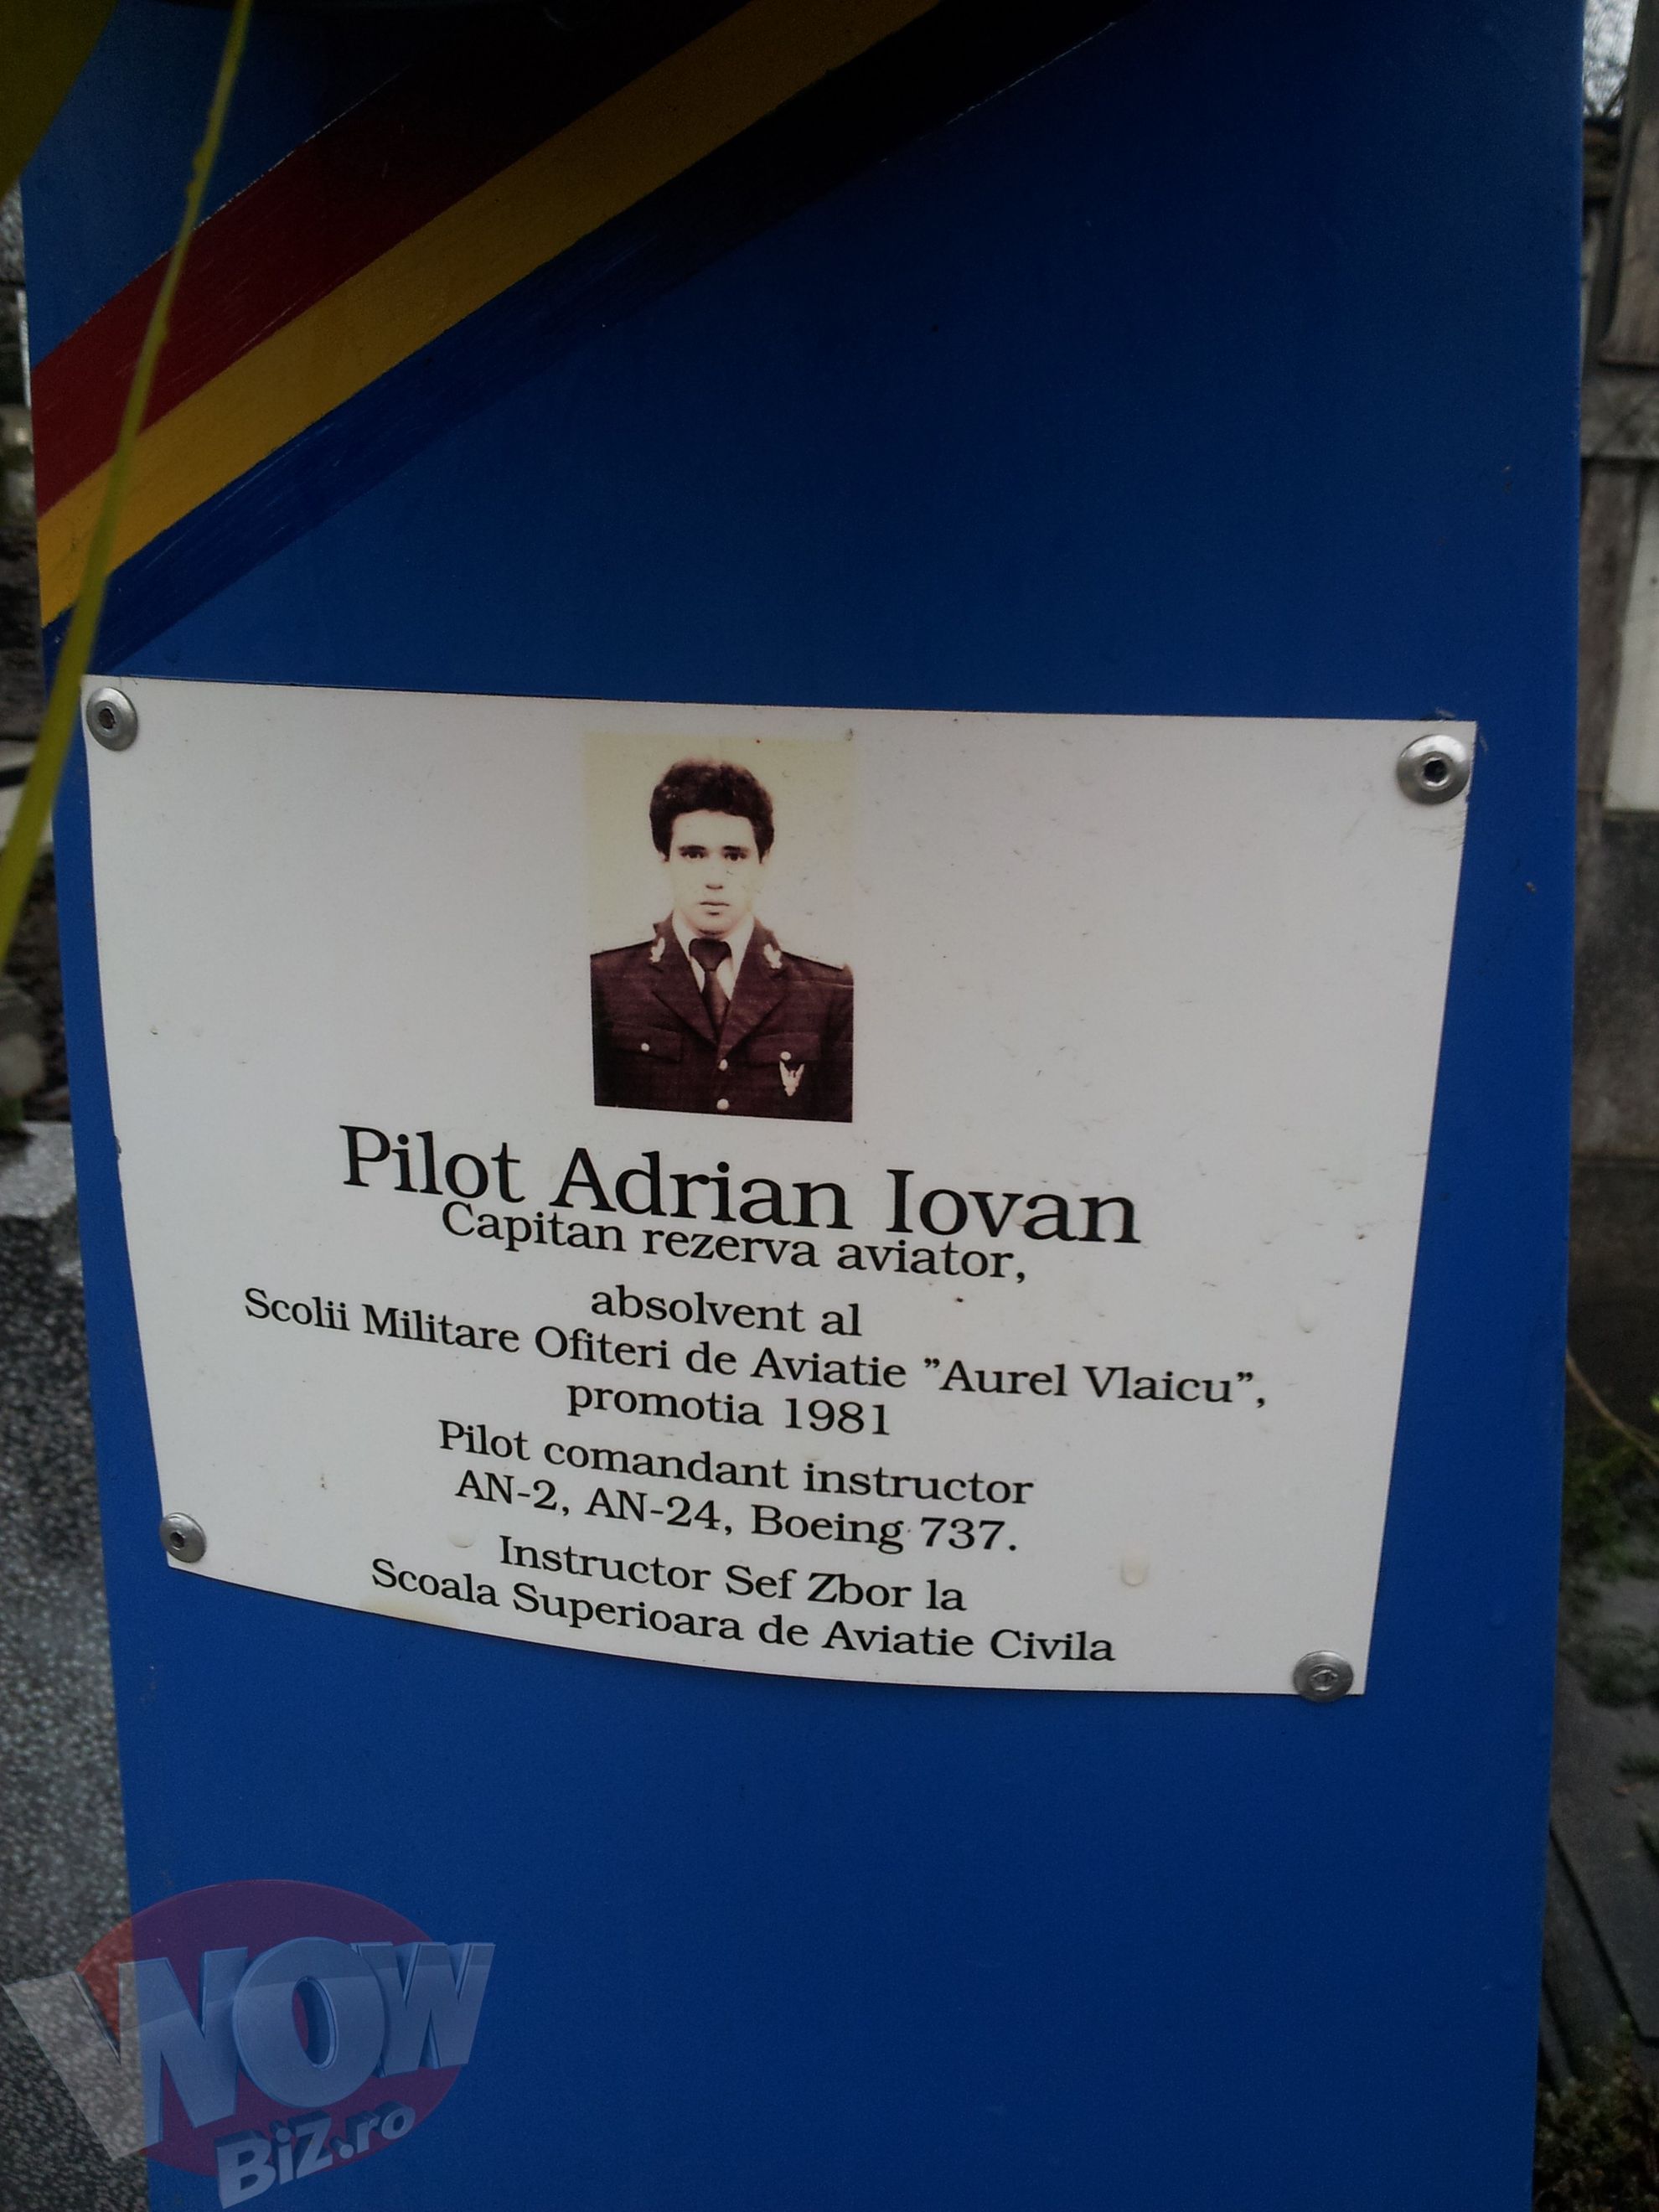 Pilot Adrian Iovan
Capitan rezerva aviator,
absolvent al
Scolii Militare Ofiteri de Aviatie ”Aurel Vlaicu”,
promotia 1981
Pilot comandant instructor
AN-2, AN-24, Boeing 737.
Instructor Sef Zbor la
Scoala Superioara de Aviatie Civila
WOW
BiZ.ro